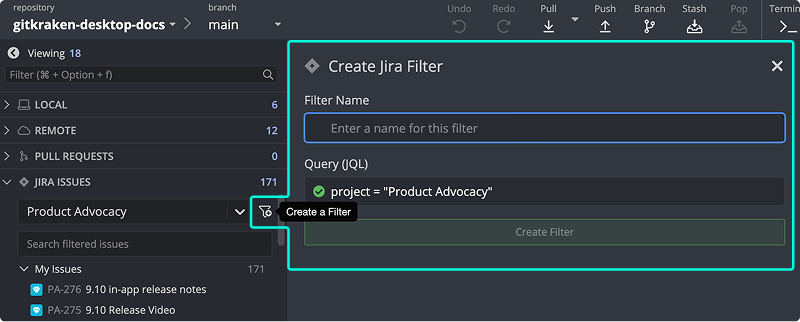 repository
gitkraken-desktop-docs
branch
main
Undo
Redo
Pull
Push
Branch
Stash
Pop
Termin
Viewing 18
Filter (⌘ + Option + f)
LOCAL 6
REMOTE 12
PULL REQUESTS 0
JIRA ISSUES 171
Product Advocacy
Create a Filter
Search filtered issues
My Issues 171
PA-276 9.10 in-app release notes
PA-275 9.10 Release Video
Create Jira Filter
Filter Name
Enter a name for this filter
Query (JQL)
project = "Product Advocacy"
Create Filter